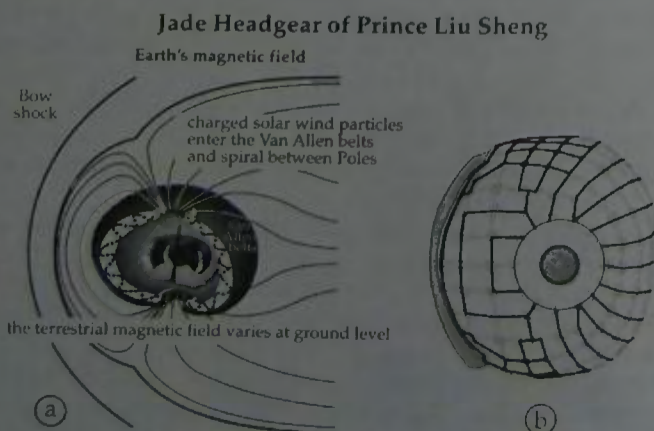 Jade Headgear of Prince Liu Sheng
Earth's magnetic field
Bow
shock
charged solar wind particles
enter the Van Allen belts
and spiral between Poles
the terrestrial magnetic field varies at ground level
a
b